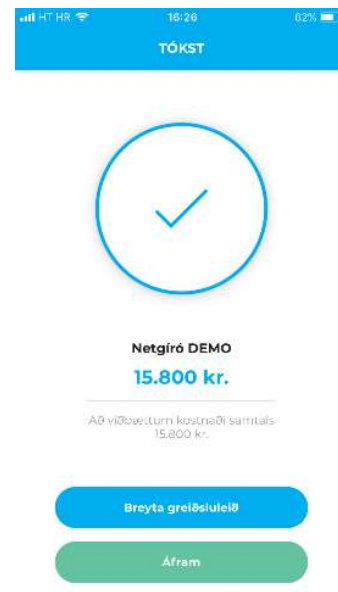 HT HR 16:26 82%
TÓKST
Netgíró DEMO
15.800 kr.
Að viðbættum kostnaði samtals
15.800 kr.
Breyta greiðsluleið
Áfram